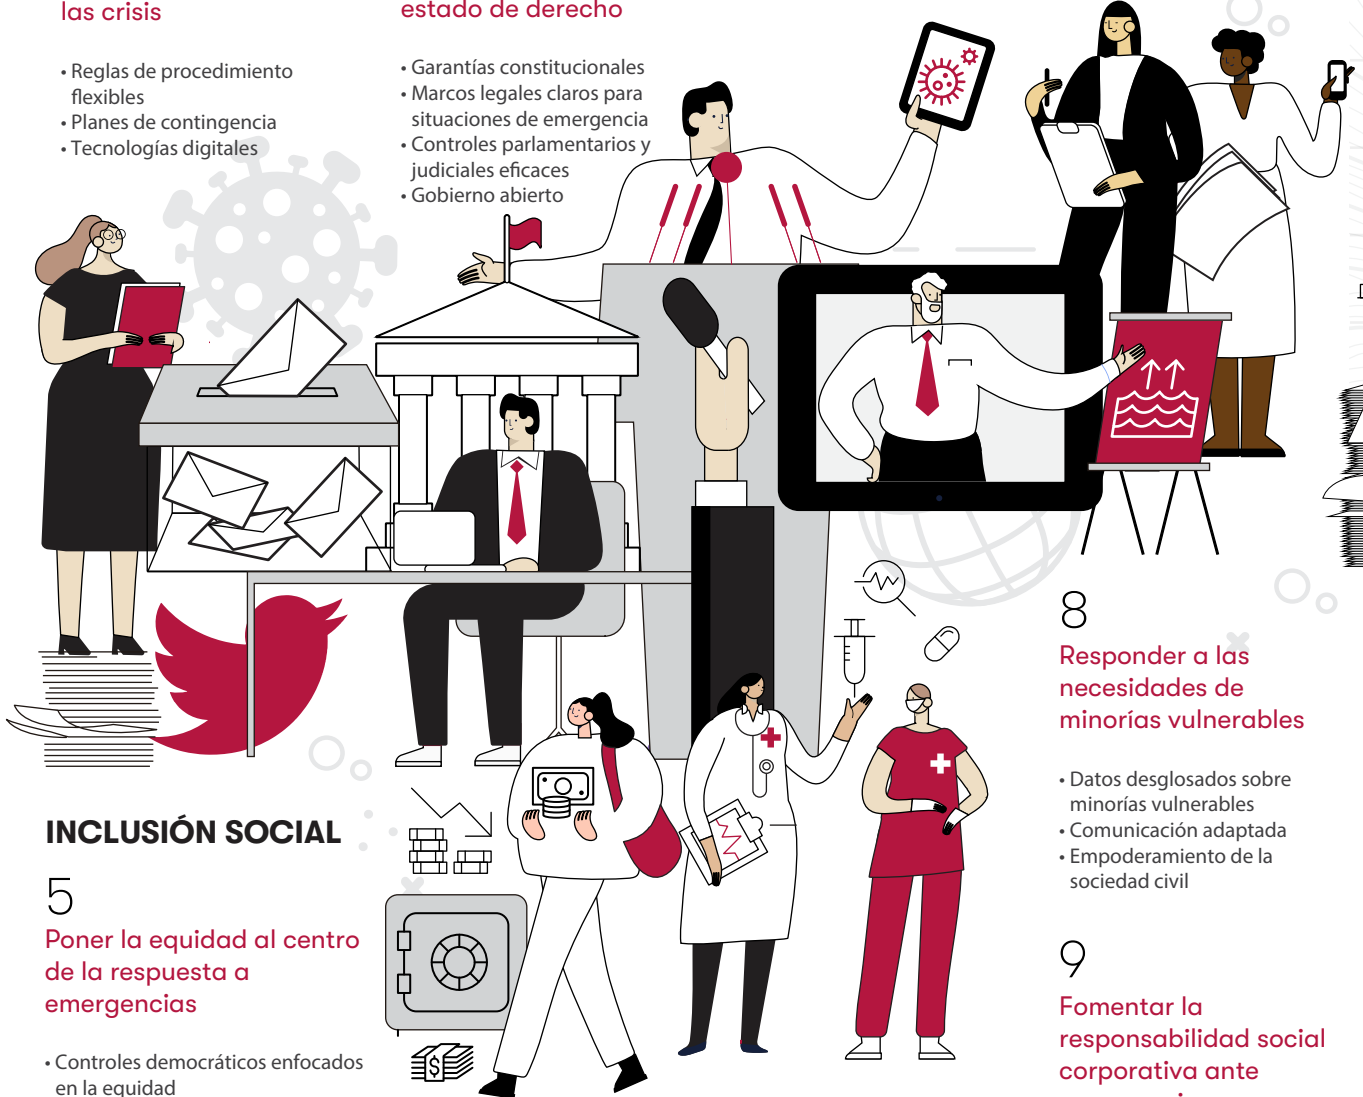 las crisis
• Reglas de procedimiento
flexibles
• Planes de contingencia
• Tecnologías digitales
estado de derecho
• Garantías constitucionales
• Marcos legales claros para
situaciones de emergencia
• Controles parlamentarios y
judiciales eficaces
• Gobierno abierto
INCLUSIÓN SOCIAL
5
Poner la equidad al centro
de la respuesta a
emergencias
• Controles democráticos enfocados
en la equidad
$
8
Responder a las
necesidades de
minorías vulnerables
• Datos desglosados sobre
minorías vulnerables
• Comunicación adaptada
• Empoderamiento de la
sociedad civil
9
Fomentar la
responsabilidad social
corporativa ante